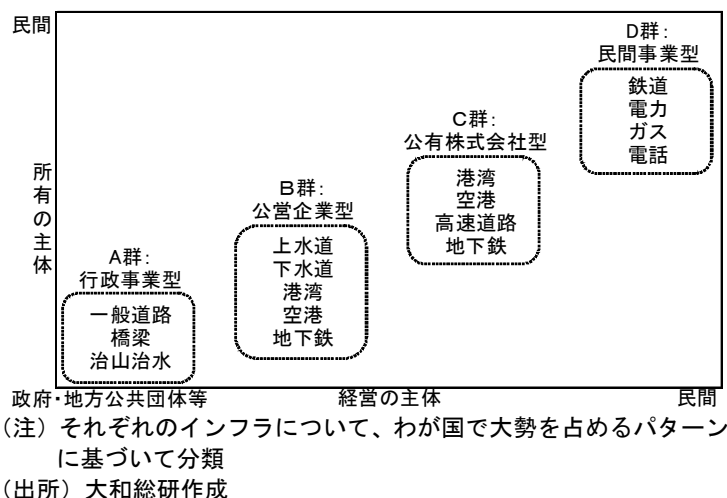 民間
D群：
民間事業型
鉄道
電力
ガス
電話
C群：
公有株式会社型
港湾
空港
高速道路
地下鉄
所有の主体
B群：
公営企業型
上水道
下水道
港湾
空港
地下鉄
A群：
行政事業型
一般道路
橋梁
治山治水
政府・地方公共団体等 経営の主体 民間
（注）それぞれのインフラについて、わが国で大勢を占めるパターン
に基づいて分類
（出所）大和総研作成